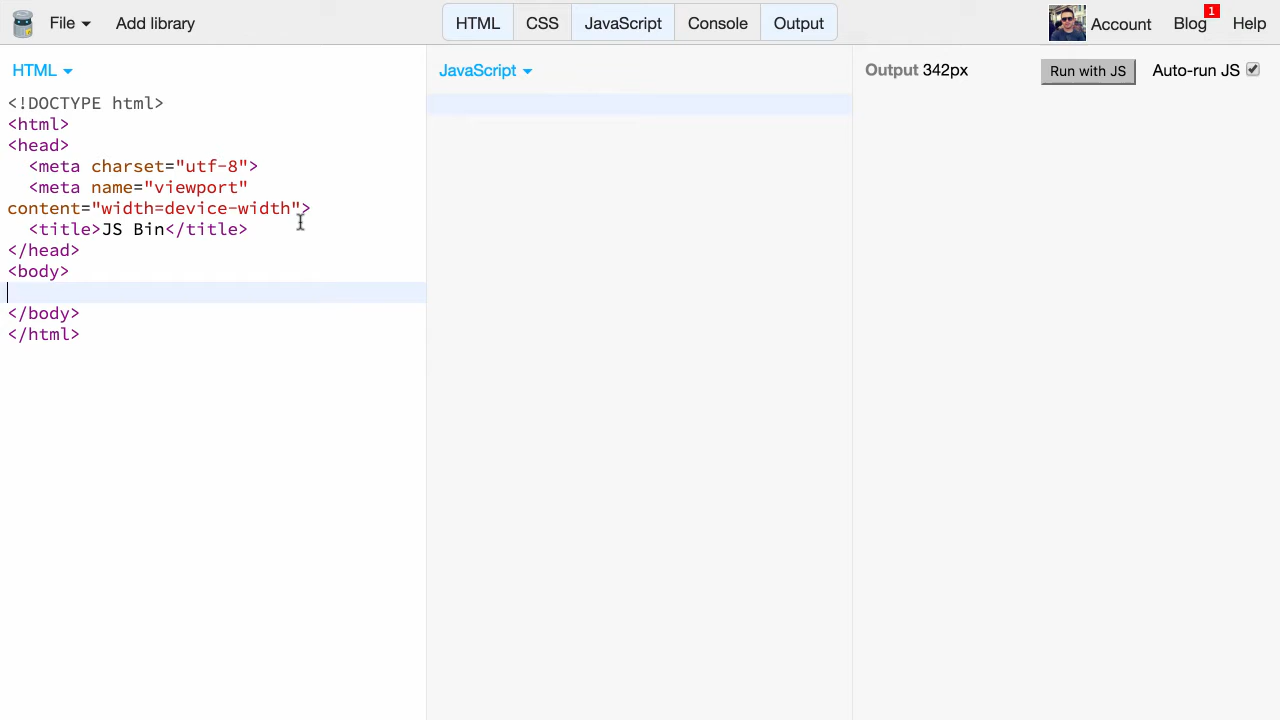 File Add library HTML CSS JavaScript Console Output Account Blog 1 Help
HTML
<!DOCTYPE html>
<html>
<head>
  <meta charset="utf-8">
  <meta name="viewport"
content="width=device-width">
  <title>JS Bin</title>
</head>
<body>
</body>
</html>
JavaScript
Output 342px Run with JS Auto-run JS